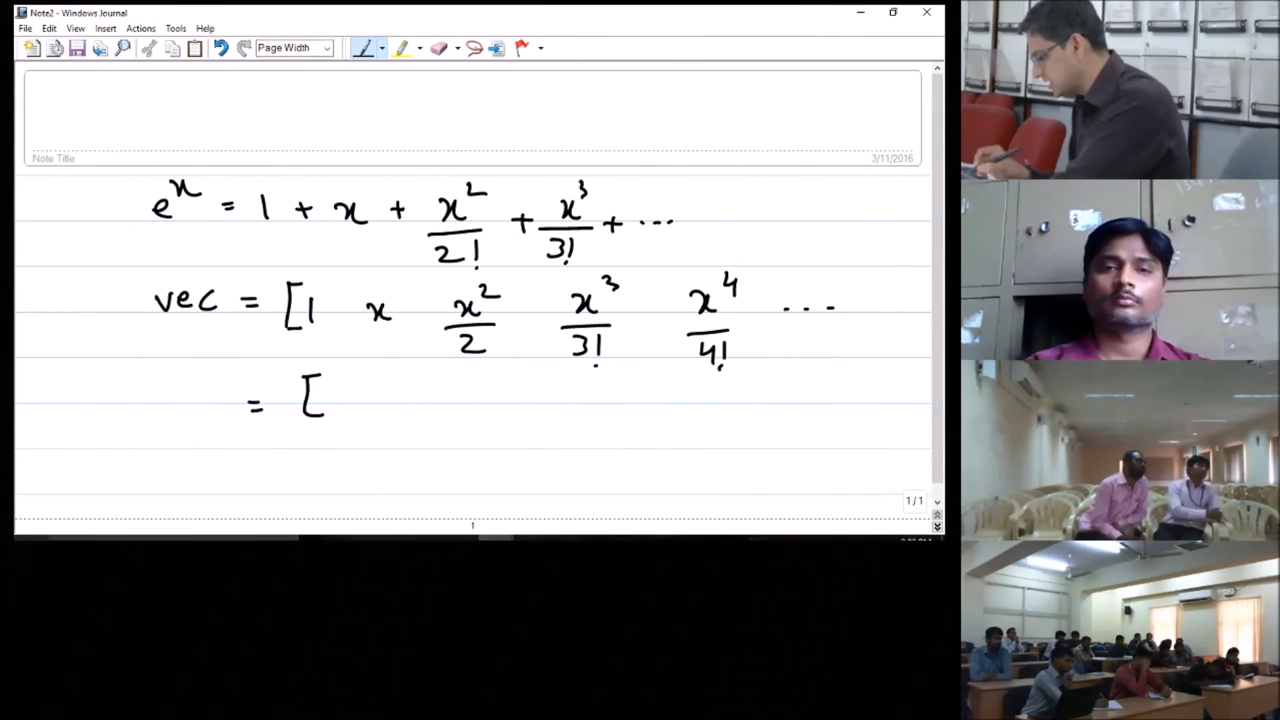 Note2 - Windows Journal
File Edit View Insert Actions Tools Help
Page Width
Note Title 3/11/2016
e^x = 1 + x + x^2/2! + x^3/3! + ...
vec = [1 x x^2/2 x^3/3! x^4/4! ...
= [
1/1
1